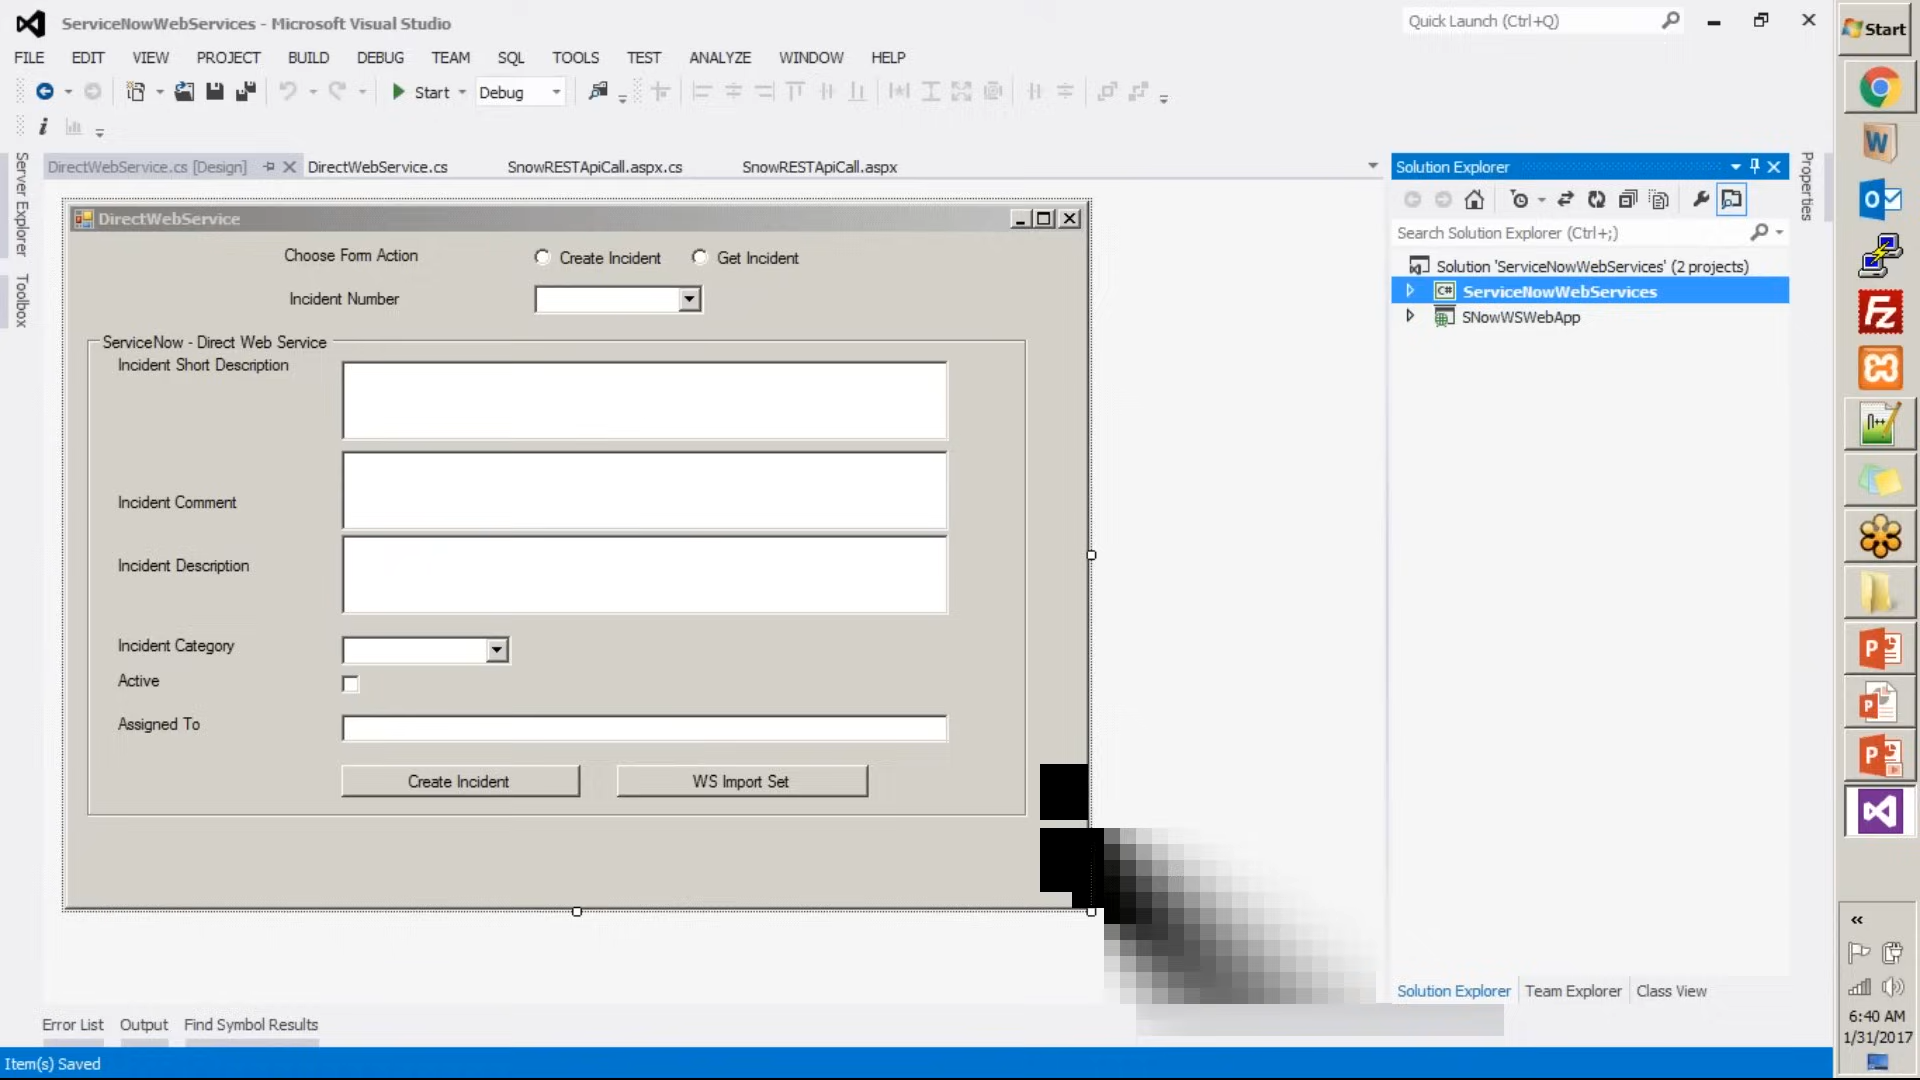 ServiceNowWebServices - Microsoft Visual Studio
Quick Launch (Ctrl+Q)
Start
FILE EDIT VIEW PROJECT BUILD DEBUG TEAM SQL TOOLS TEST ANALYZE WINDOW HELP
Start Debug
DirectWebService.cs [Design] DirectWebService.cs SnowRESTApiCall.aspx.cs SnowRESTApiCall.aspx
Server Explorer
Toolbox
DirectWebService
Choose Form Action Create Incident Get Incident
Incident Number
ServiceNow - Direct Web Service
Incident Short Description
Incident Comment
Incident Description
Incident Category
Active
Assigned To
Create Incident WS Import Set
Solution Explorer
Search Solution Explorer (Ctrl+;)
Solution 'ServiceNowWebServices' (2 projects)
C# ServiceNowWebServices
SNowWSWebApp
Properties
Solution Explorer Team Explorer Class View
Error List Output Find Symbol Results
Item(s) Saved
6:40 AM
1/31/2017